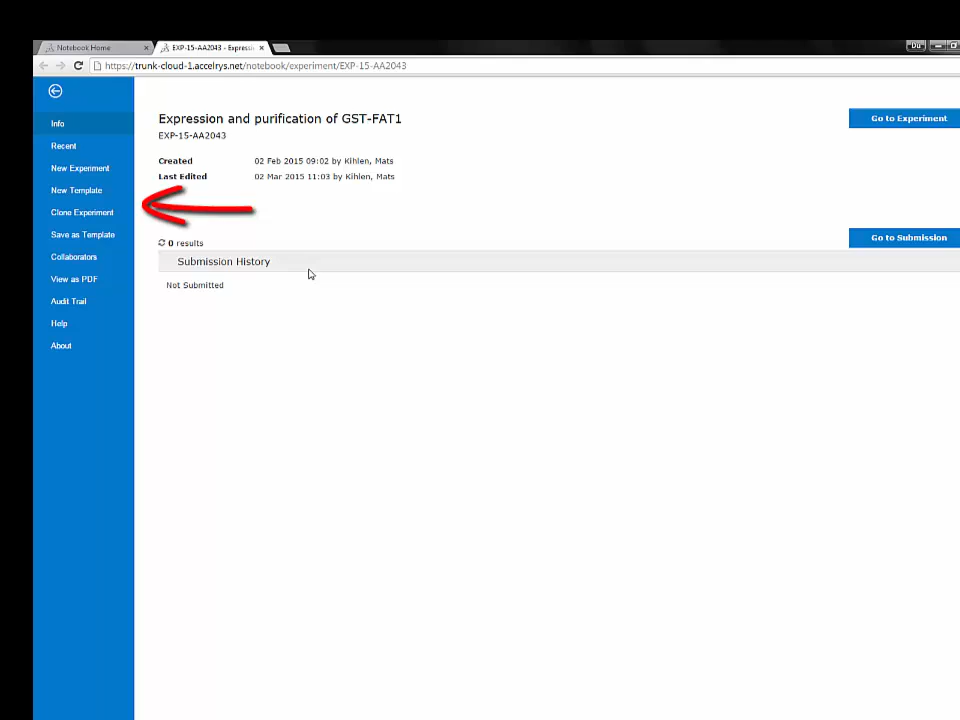 Notebook Home
EXP-15-AA2043 - Expressi
Du
https://trunk-cloud-1.accelrys.net/notebook/experiment/EXP-15-AA2043
Info
Recent
New Experiment
New Template
Clone Experiment
Save as Template
Collaborators
View as PDF
Audit Trail
Help
About
Expression and purification of GST-FAT1
EXP-15-AA2043
Go to Experiment
Created 02 Feb 2015 09:02 by Kihlen, Mats
Last Edited 02 Mar 2015 11:03 by Kihlen, Mats
Go to Submission
0 results
Submission History
Not Submitted